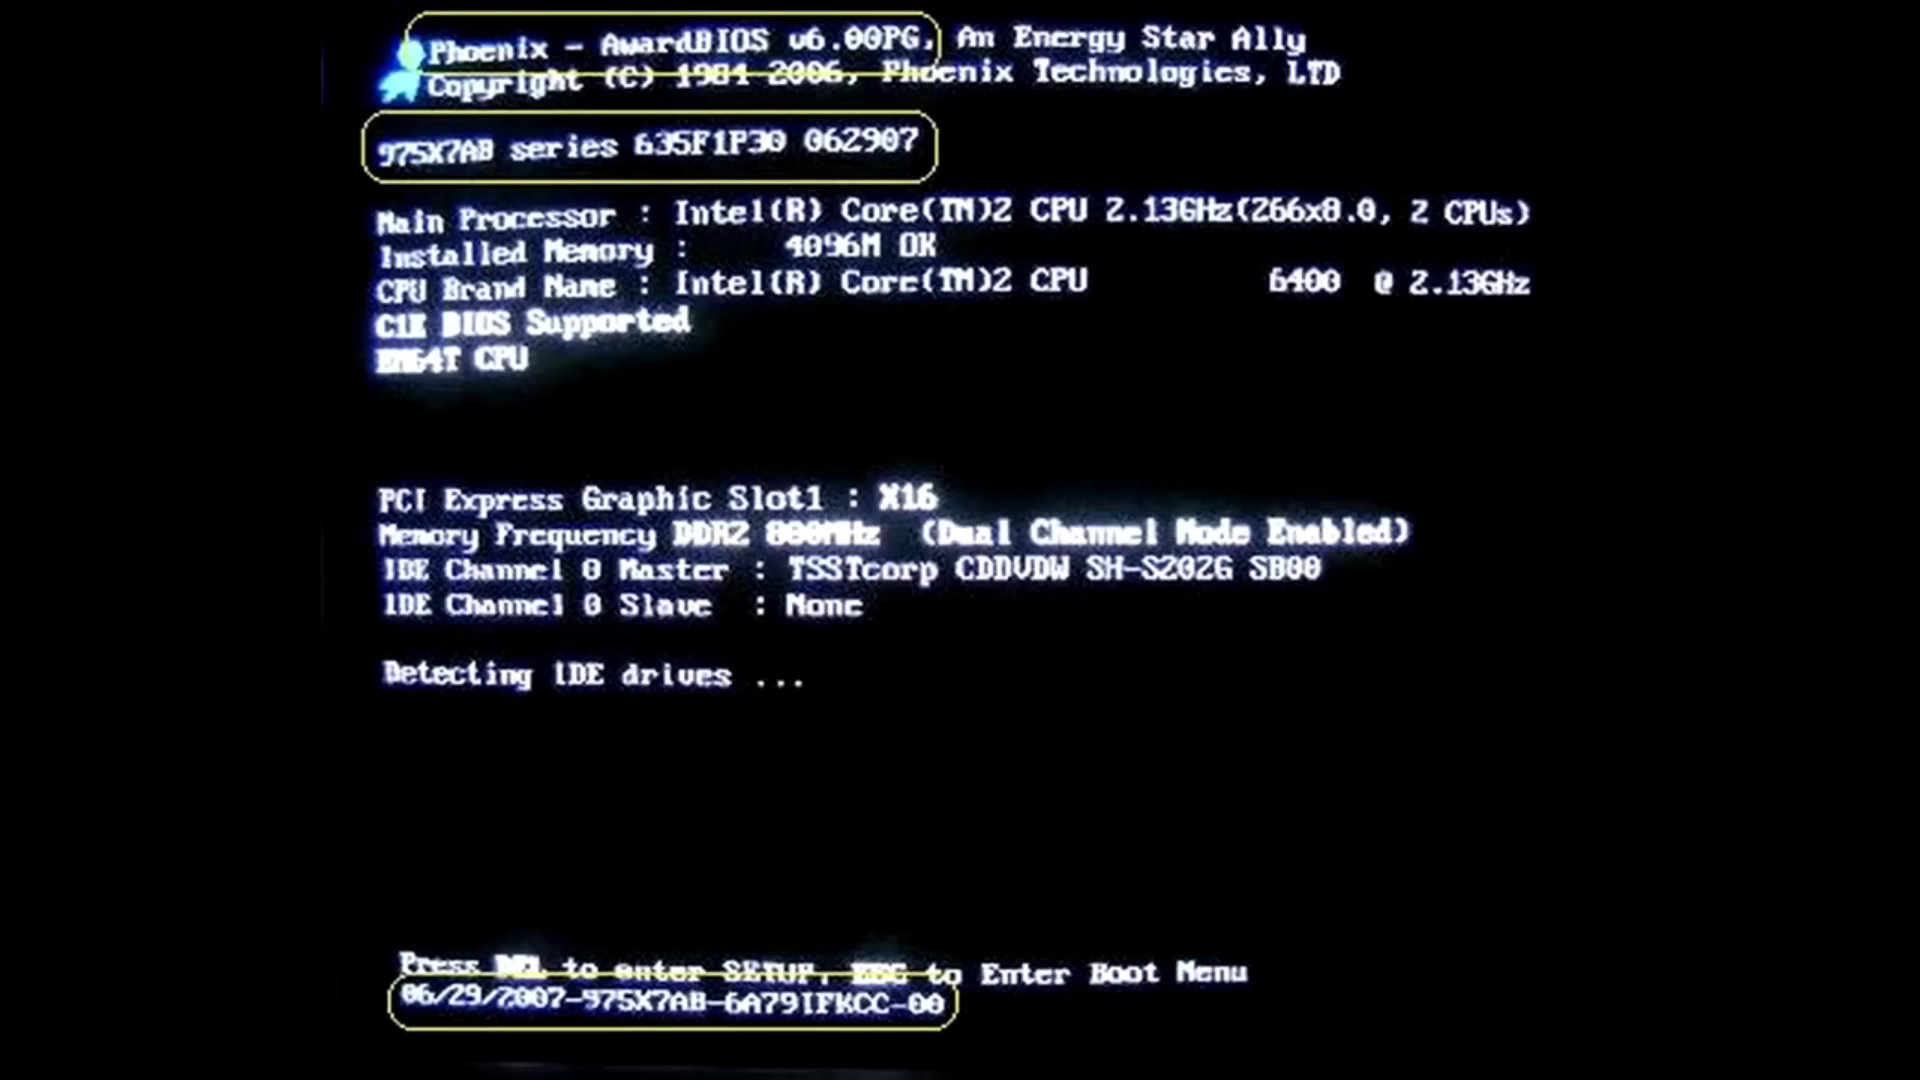 Phoenix - AwardBIOS v6.00PG, An Energy Star Ally
Copyright (C) 1984 2006, Phoenix Technologies, LTD
975X7AB series 635F1P30 062907
Main Processor : Intel(R) Core(TM)2 CPU 2.13GHz(266x8.0, 2 CPUs)
Installed Memory : 4096M OK
CPU Brand Name : Intel(R) Core(TM)2 CPU 6400 @ 2.13GHz
C1E BIOS Supported
EM64T CPU
PCI Express Graphic Slot1 : X16
Memory Frequency DDR2 800MHz (Dual Channel Mode Enabled)
IDE Channel 0 Master : TSSTcorp CDDVDW SH-S202G SB00
IDE Channel 0 Slave : None
Detecting IDE drives ...
Press DEL to enter SETUP, ESC to Enter Boot Menu
06/29/2007-975X7AB-6A79IFKCC-00